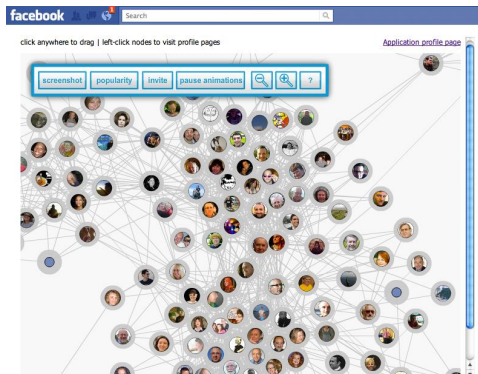 facebook
Search
click anywhere to drag | left-click nodes to visit profile pages
Application profile page
screenshot
popularity
invite
pause animations
?